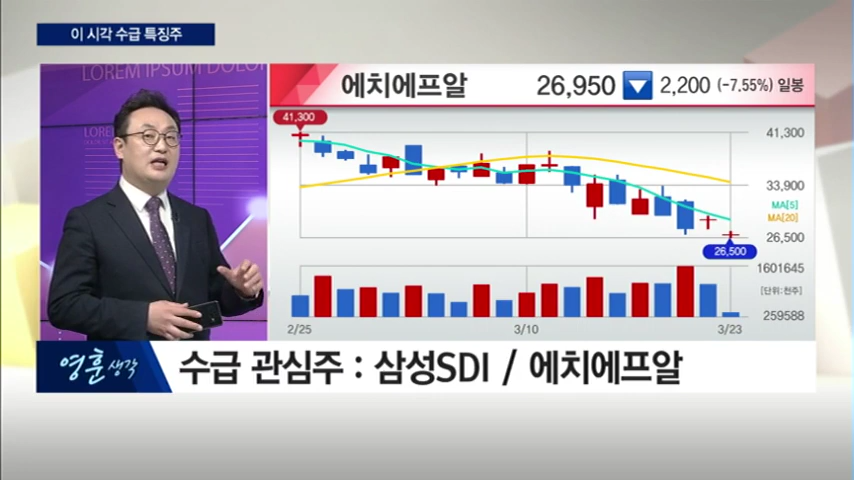 이 시각 수급 특징주
LOREM IPSUM DOLOR
LOREM
에치에프알 26,950 ▼ 2,200 (-7.55%) 일봉
41,300
41,300
33,900
MA[5]
MA[20]
26,500
26,500
1601645
[단위:천주]
259588
2/25 3/10 3/23
영훈 생각
수급 관심주 : 삼성SDI / 에치에프알